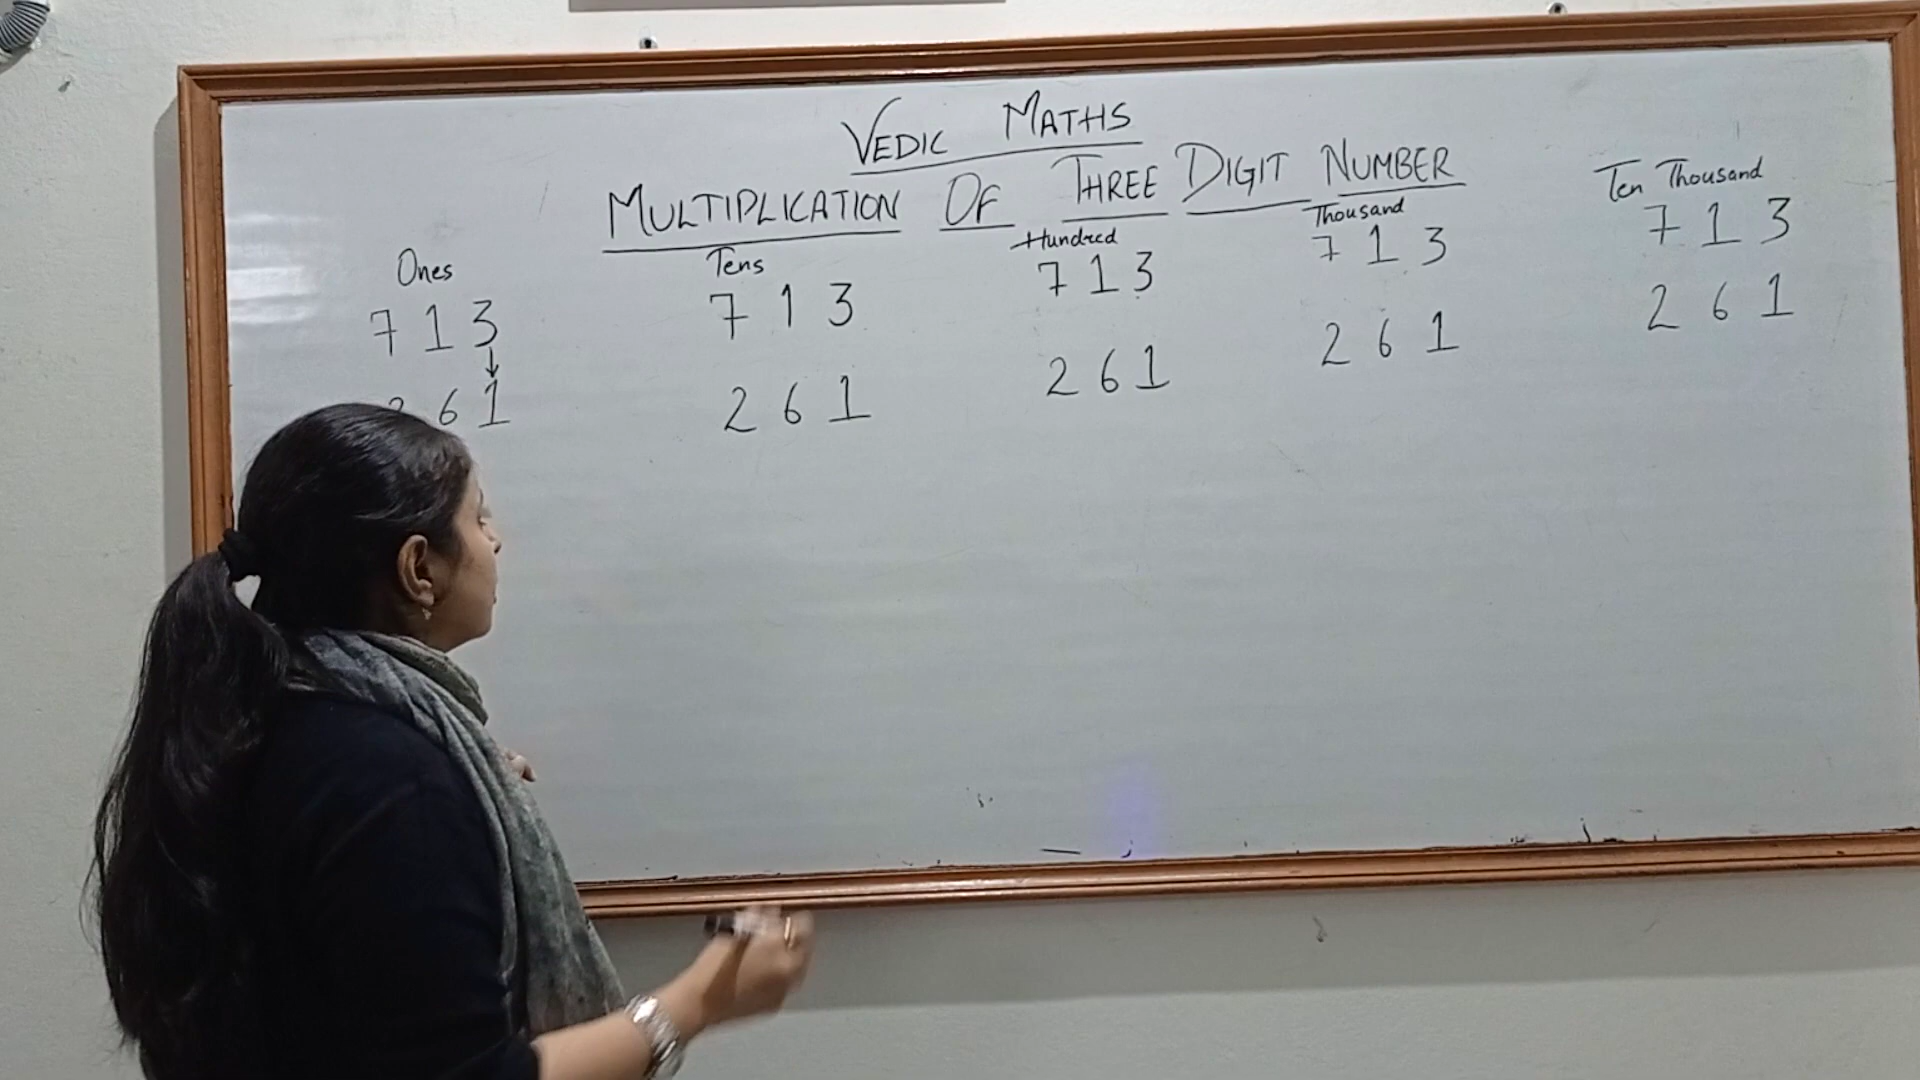 VEDIC MATHS
MULTIPLICATION OF THREE DIGIT NUMBER
Ones
7 1 3
2 6 1
Tens
7 1 3
2 6 1
Hundred
7 1 3
2 6 1
Thousand
7 1 3
2 6 1
Ten Thousand
7 1 3
2 6 1